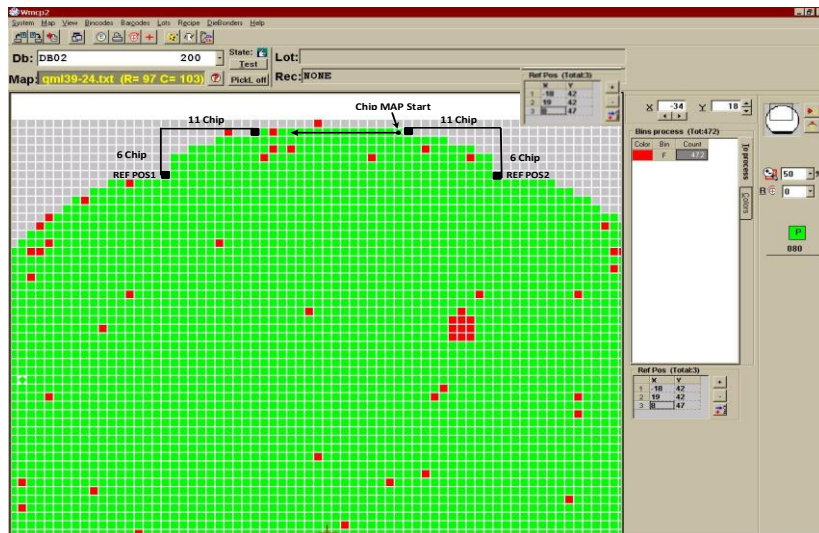 Wmcp2
System Map View Bincodes Bargodes Lots Recipe DieBonders Help
Db: DB02 200 State: Test Lot:
Map: qml39-24.txt (R= 97 C= 103) PickL off Rec: NONE
Ref Pos (Total:3)
X Y
1 -18 42
2 19 42
3 8 47
+
-
Chip MAP Start
11 Chip
11 Chip
6 Chip
6 Chip
REF POS1
REF POS2
X -34 Y 18
Bins process (Tot:472)
Color Bin Count
F 472
To process
Colors
Ref Pos (Total:3)
X Y
1 -18 42
2 19 42
3 8 47
+
-
50 %
R 0
P
080